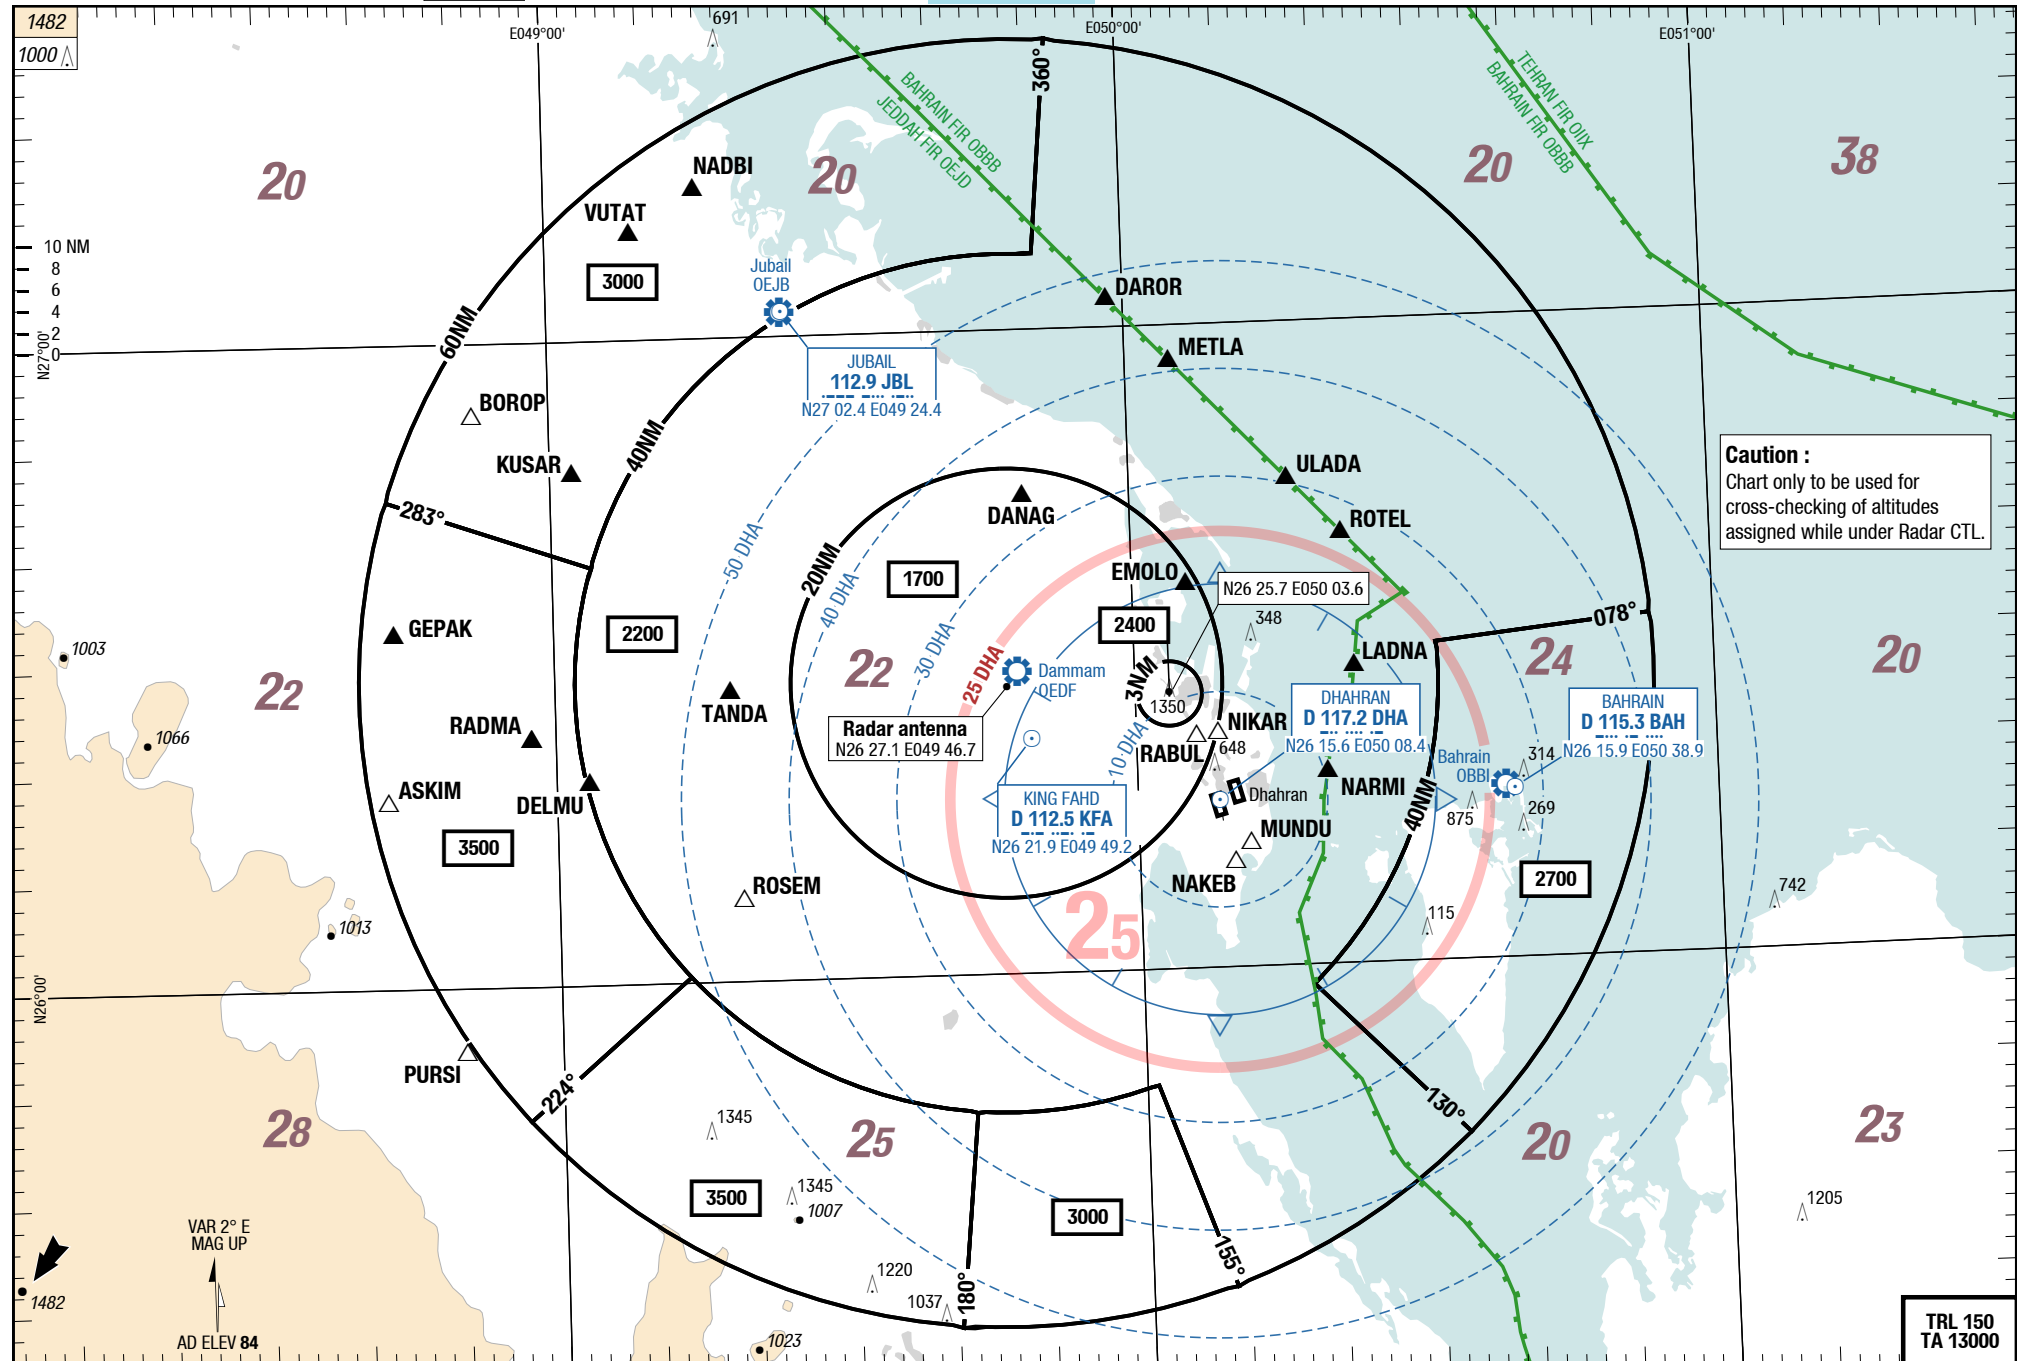 1482
1000
691
E049°00'
E050°00'
E051°00'
360°
BAHRAIN FIR OBBB
JEDDAH FIR OEJD
TEHRAN FIR OIIX
BAHRAIN FIR OBBB
20
20
20
38
NADBI
VUTAT
3000
10 NM
8
6
4
2
0
N27°00'
Jubail
OEJB
DAROR
METLA
60NM
JUBAIL
112.9 JBL
N27 02.4 E049 24.4
BOROP
KUSAR
40NM
ULADA
ROTEL
Caution :
Chart only to be used for
cross-checking of altitudes
assigned while under Radar CTL.
283°
DANAG
50 DHA
20NM
1700
40 DHA
EMOLO
N26 25.7 E050 03.6
2400
348
078°
GEPAK
2200
30 DHA
25 DHA
1003
22
22
Dammam
OEDF
LADNA
24
20
3NM
1350
TANDA
RADMA
1066
Radar antenna
N26 27.1 E049 46.7
NIKAR
RABUL
648
10 DHA
DHAHRAN
D 117.2 DHA
N26 15.6 E050 08.4
BAHRAIN
D 115.3 BAH
N26 15.9 E050 38.9
Bahrain
OBBI
314
ASKIM
DELMU
KING FAHD
D 112.5 KFA
N26 21.9 E049 49.2
Dhahran
NARMI
40NM
875
269
MUNDU
NAKEB
3500
2700
ROSEM
742
115
1013
25
N26°00'
PURSI
224°
130°
28
1345
25
20
23
3500
1345
1007
3000
155°
1205
VAR 2° E
MAG UP
1220
1037
180°
1482
AD ELEV 84
1023
TRL 150
TA 13000